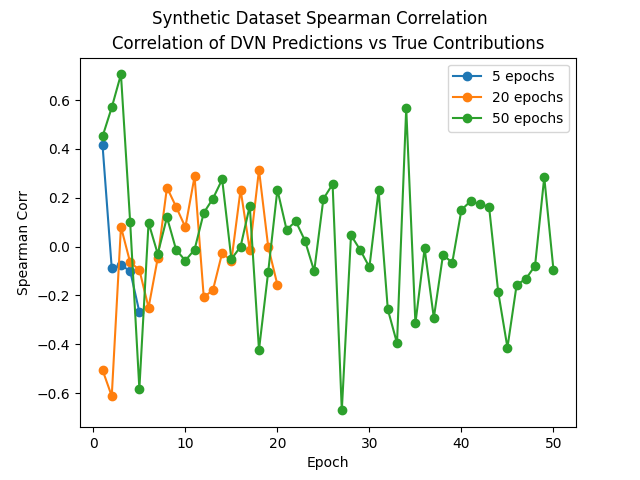 Synthetic Dataset Spearman Correlation
Correlation of DVN Predictions vs True Contributions
5 epochs
20 epochs
50 epochs
Spearman Corr
0.6
0.4
0.2
0.0
−0.2
−0.4
−0.6
0 10 20 30 40 50
Epoch